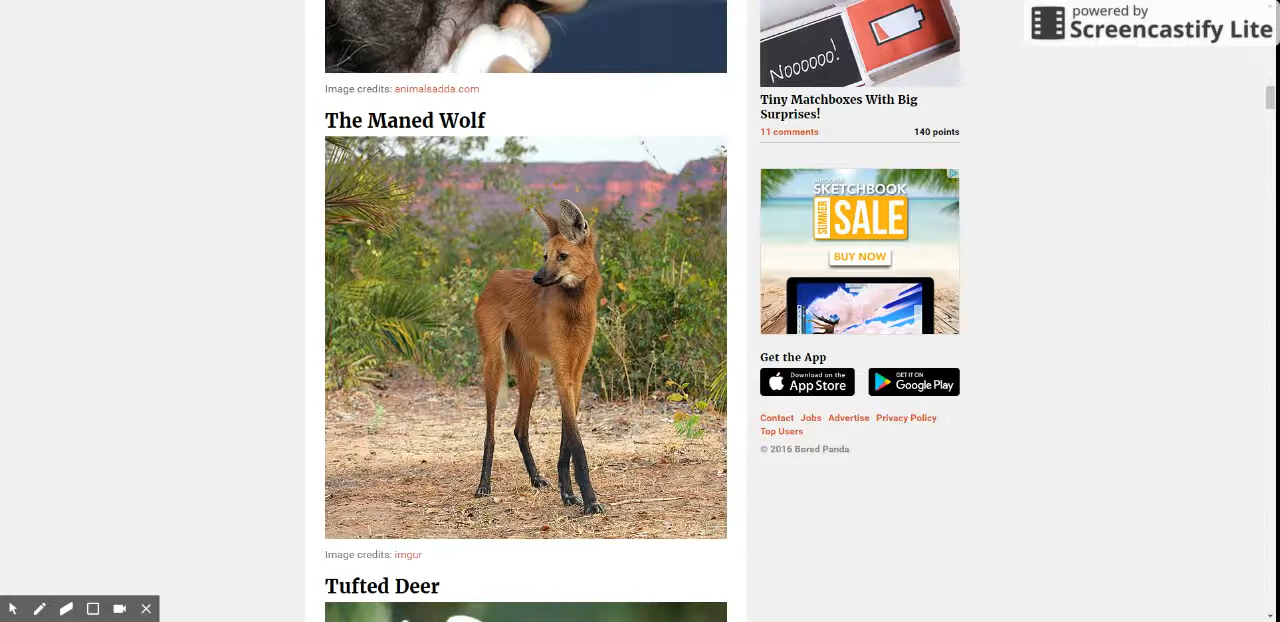 powered by
Screencastify Lite
Noooooo!
Image credits: animalsadda.com
The Maned Wolf
Tiny Matchboxes With Big
Surprises!
11 comments 140 points
AUTODESK
SKETCHBOOK
SUMMER
SALE
BUY NOW
Get the App
Download on the
App Store
GET IT ON
Google Play
Contact Jobs Advertise Privacy Policy
Top Users
© 2016 Bored Panda
Image credits: imgur
Tufted Deer